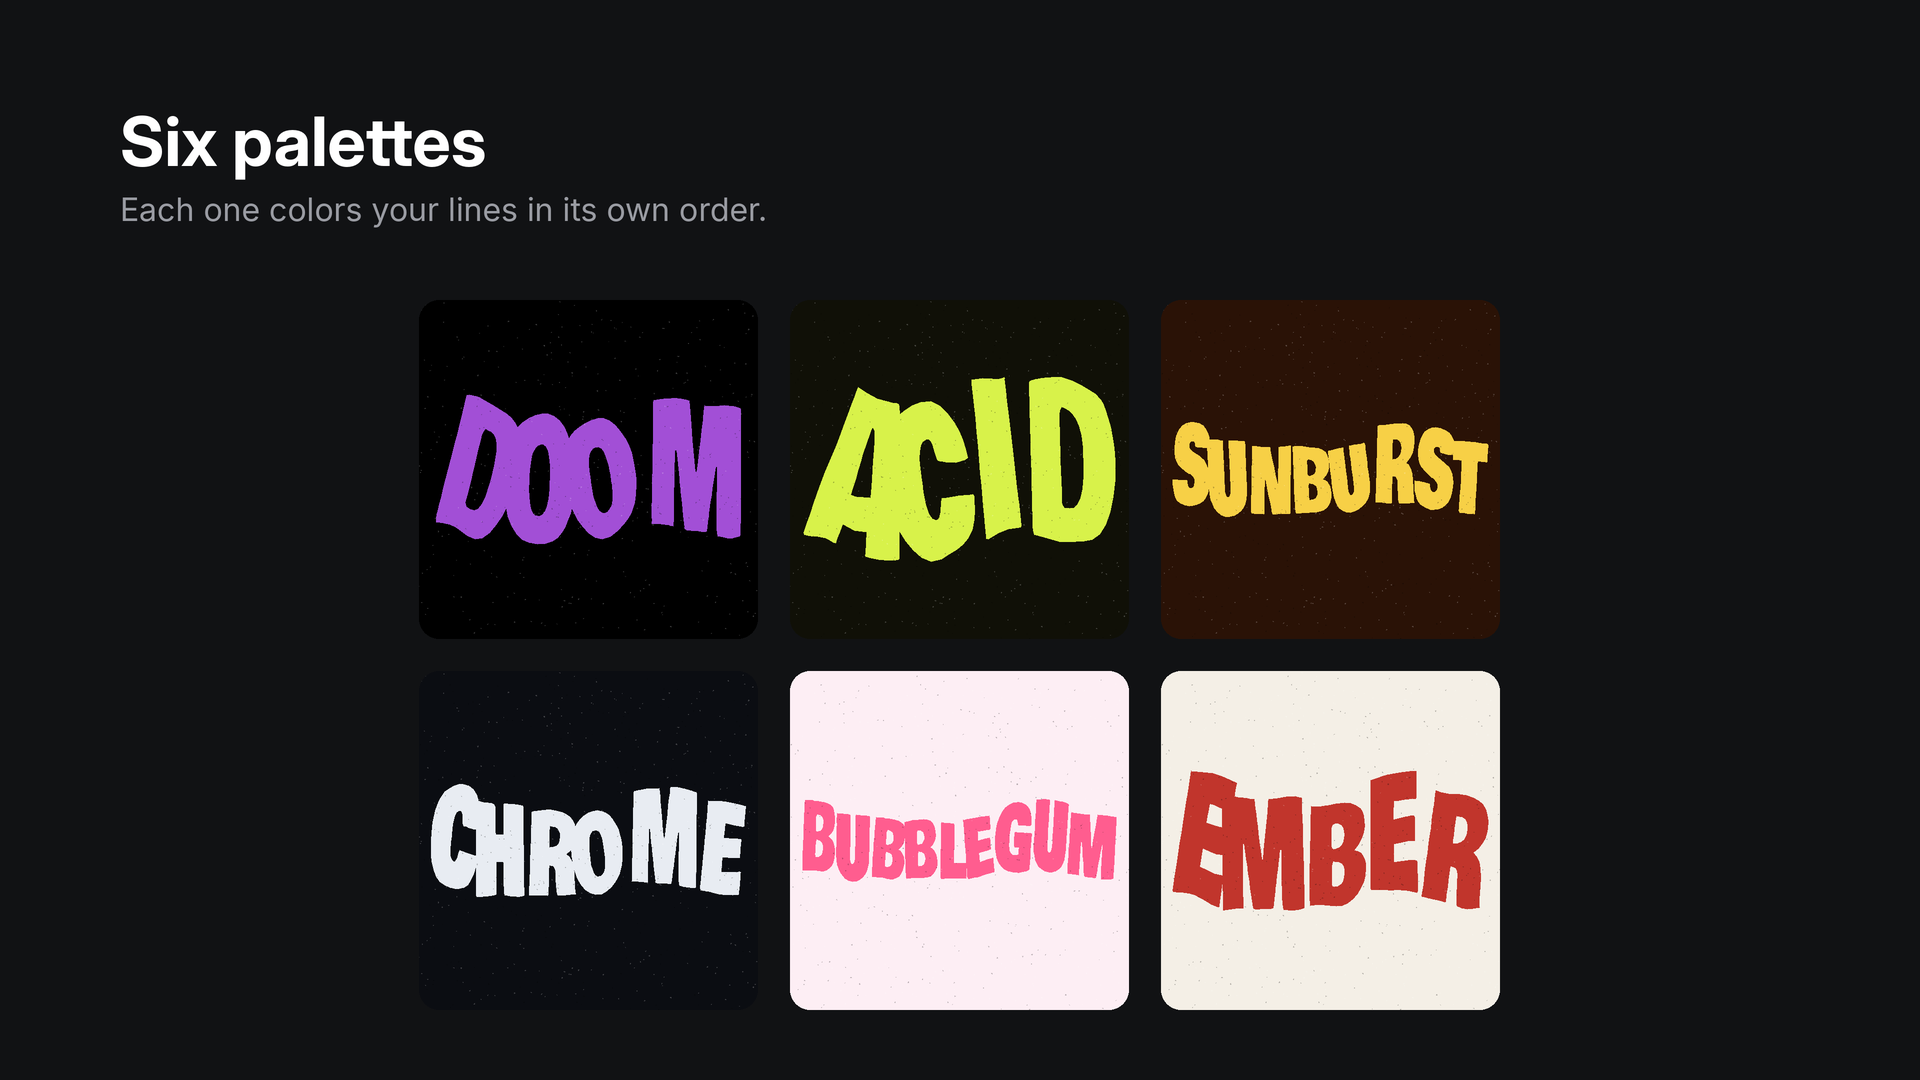 Six palettes
Each one colors your lines in its own order.
DOOM
ACID
SUNBURST
CHROME
BUBBLEGUM
EMBER